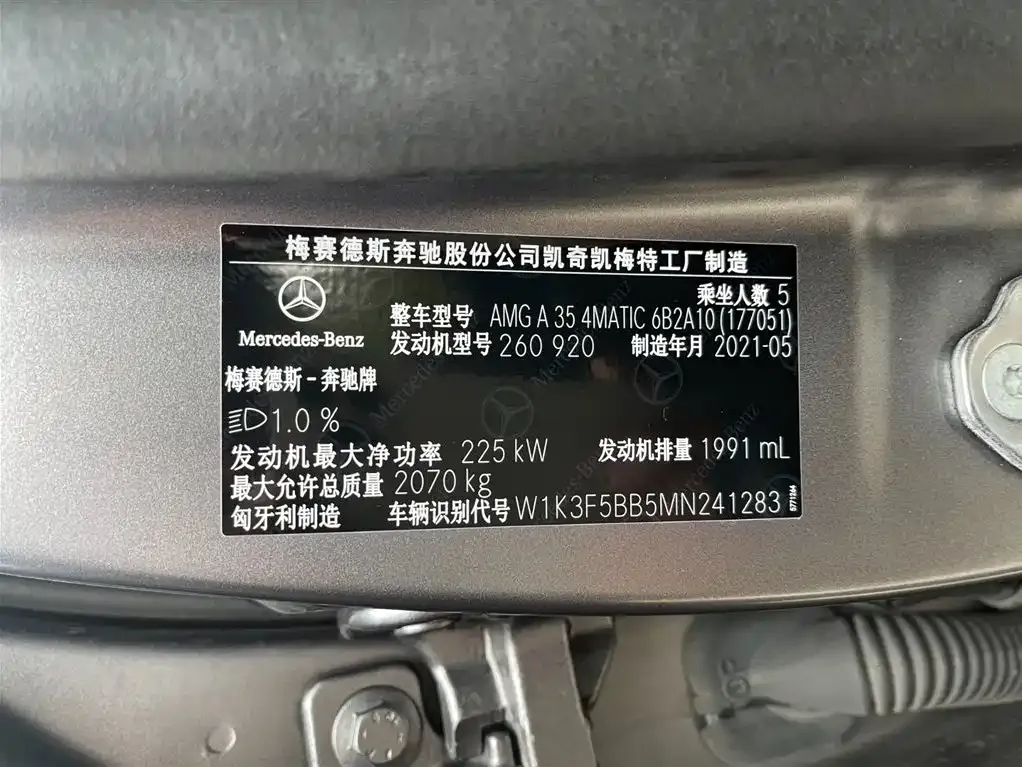 梅赛德斯奔驰股份公司凯奇凯梅特工厂制造
乘坐人数 5
Mercedes-Benz
整车型号 AMG A 35 4MATIC 6B2A10 (177051)
发动机型号 260 920 制造年月 2021-05
梅赛德斯-奔驰牌
1.0 %
发动机最大净功率 225 kW 发动机排量 1991 mL
最大允许总质量 2070 kg
匈牙利制造 车辆识别代号 W1K3F5BB5MN241283
5771264